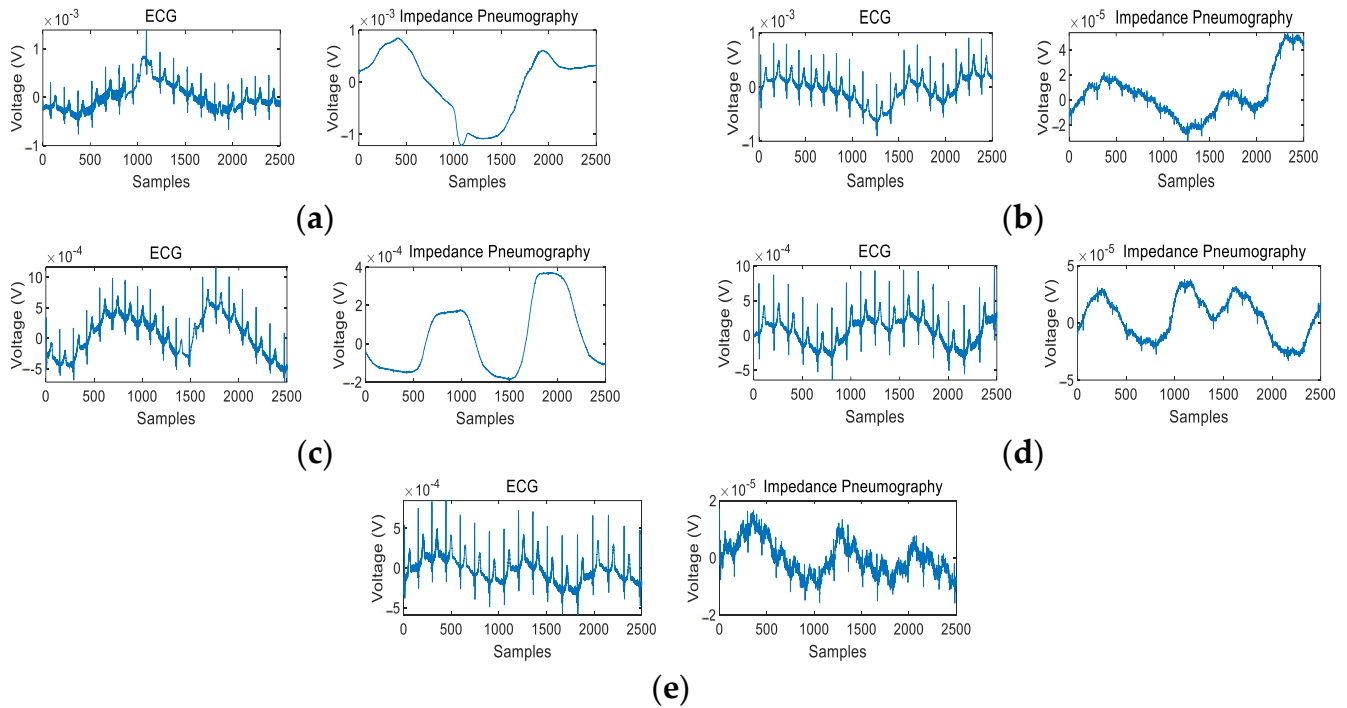 ECG
×10⁻³
Voltage (V)
1
0
−1
0 500 1000 1500 2000 2500
Samples
Impedance Pneumography
×10⁻³
Voltage (V)
1
0
−1
0 500 1000 1500 2000 2500
Samples
(a)
ECG
×10⁻³
Voltage (V)
1
0
−1
0 500 1000 1500 2000 2500
Samples
Impedance Pneumography
×10⁻⁵
Voltage (V)
4
2
0
−2
0 500 1000 1500 2000 2500
Samples
(b)
ECG
×10⁻⁴
Voltage (V)
10
5
0
−5
0 500 1000 1500 2000 2500
Samples
Impedance Pneumography
×10⁻⁴
Voltage (V)
4
2
0
−2
0 500 1000 1500 2000 2500
Samples
(c)
ECG
×10⁻⁴
Voltage (V)
10
5
0
−5
0 500 1000 1500 2000 2500
Samples
Impedance Pneumography
×10⁻⁵
Voltage (V)
5
0
−5
0 500 1000 1500 2000 2500
Samples
(d)
ECG
×10⁻⁴
Voltage (V)
5
0
−5
0 500 1000 1500 2000 2500
Samples
Impedance Pneumography
×10⁻⁵
Voltage (V)
2
0
−2
0 500 1000 1500 2000 2500
Samples
(e)